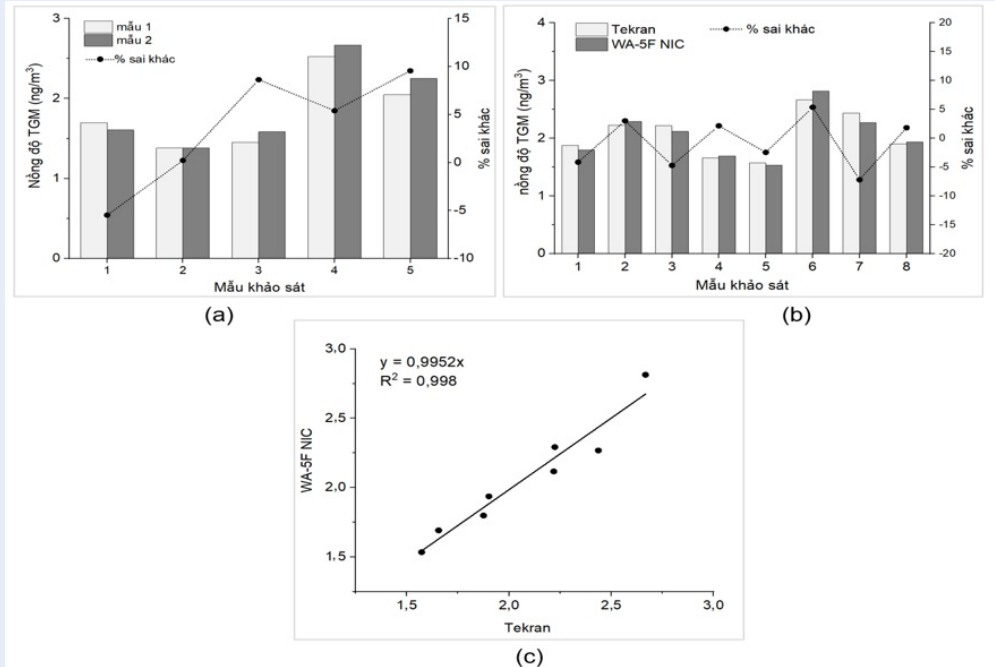 mẫu 1
mẫu 2
% sai khác
Nồng độ TGM (ng/m³)
3
2
1
0
15
10
5
0
-5
-10
% sai khác
1 2 3 4 5
Mẫu khảo sát
(a)
Tekran
WA-5F NIC
% sai khác
nồng độ TGM (ng/m³)
4
3
2
1
0
20
15
10
5
0
-5
-10
-15
-20
% sai khác
1 2 3 4 5 6 7 8
Mẫu khảo sát
(b)
y = 0,9952x
R² = 0,998
WA-5F NIC
3.0
2.5
2.0
1.5
1,5 2,0 2,5 3,0
Tekran
(c)